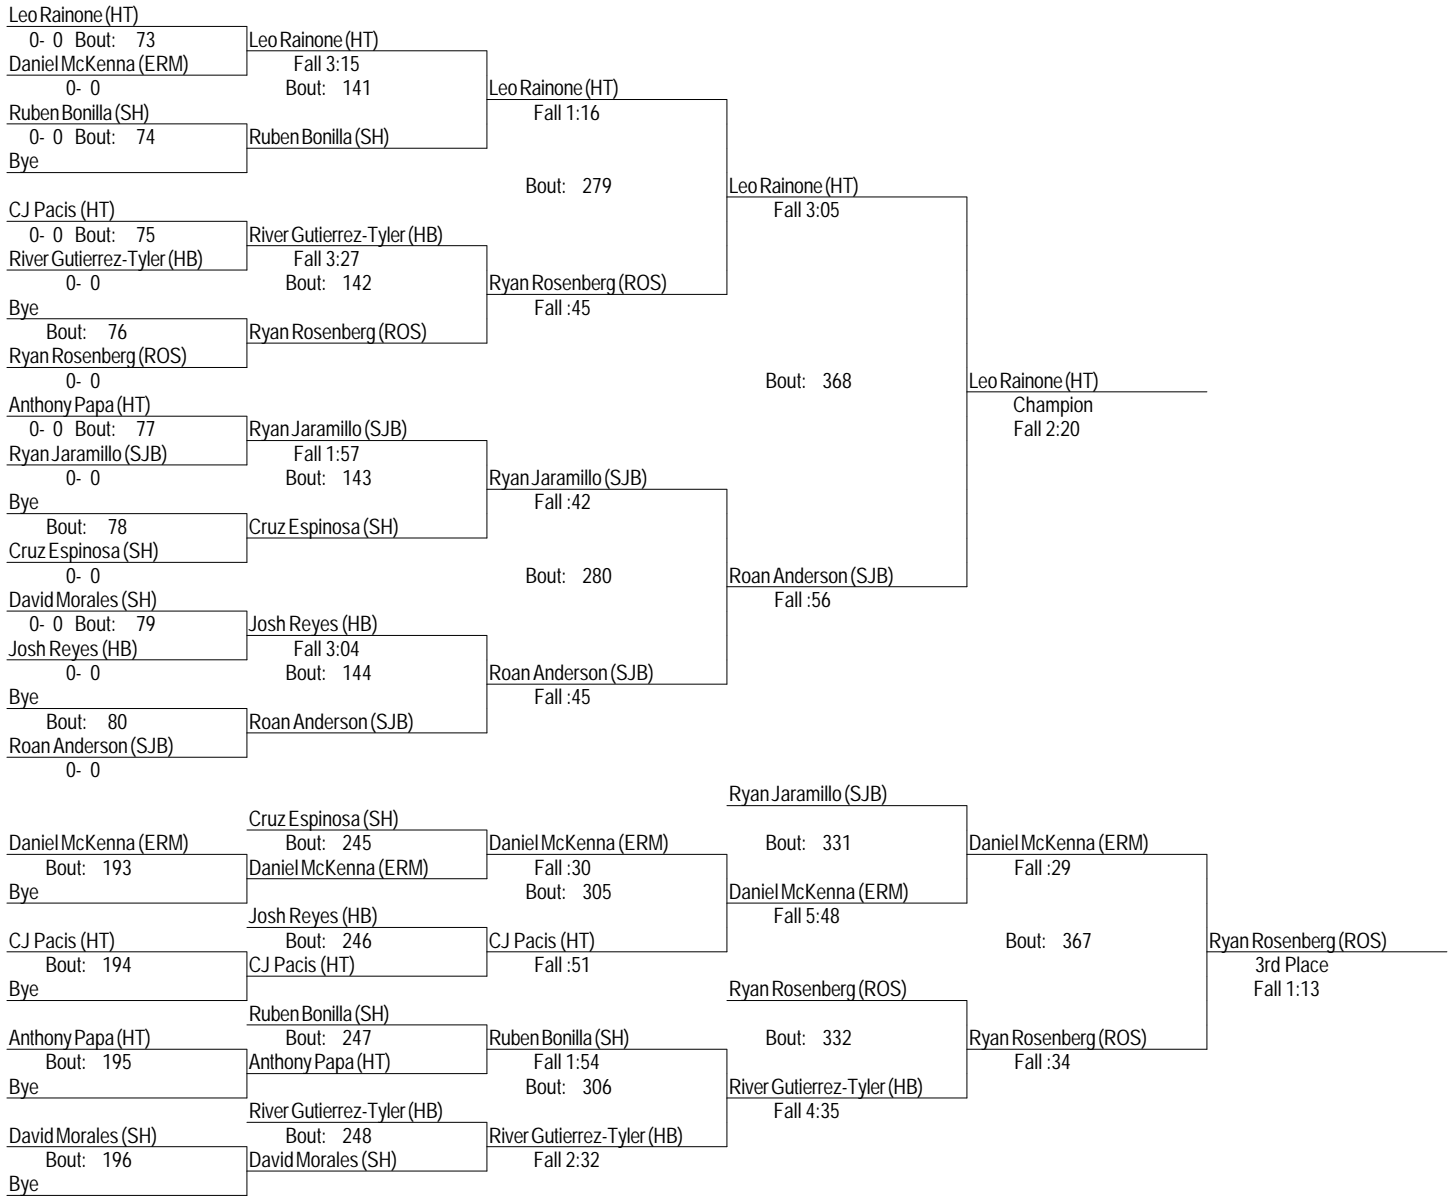 Leo Rainone (HT)
0- 0 Bout: 73 Leo Rainone (HT)
Daniel McKenna (ERM) Fall 3:15
0- 0 Bout: 141 Leo Rainone (HT)
Ruben Bonilla (SH) Fall 1:16
0- 0 Bout: 74 Ruben Bonilla (SH)
Bye
Bout: 279 Leo Rainone (HT)
CJ Pacis (HT) Fall 3:05
0- 0 Bout: 75 River Gutierrez-Tyler (HB)
River Gutierrez-Tyler (HB) Fall 3:27
0- 0 Bout: 142 Ryan Rosenberg (ROS)
Bye Fall :45
Bout: 76 Ryan Rosenberg (ROS)
Ryan Rosenberg (ROS)
0- 0 Bout: 368 Leo Rainone (HT)
Anthony Papa (HT) Champion
0- 0 Bout: 77 Ryan Jaramillo (SJB) Fall 2:20
Ryan Jaramillo (SJB) Fall 1:57
0- 0 Bout: 143 Ryan Jaramillo (SJB)
Bye Fall :42
Bout: 78 Cruz Espinosa (SH)
Cruz Espinosa (SH)
0- 0 Bout: 280 Roan Anderson (SJB)
David Morales (SH) Fall :56
0- 0 Bout: 79 Josh Reyes (HB)
Josh Reyes (HB) Fall 3:04
0- 0 Bout: 144 Roan Anderson (SJB)
Bye Fall :45
Bout: 80 Roan Anderson (SJB)
Roan Anderson (SJB)
0- 0
Ryan Jaramillo (SJB)
Cruz Espinosa (SH)
Daniel McKenna (ERM) Bout: 245 Daniel McKenna (ERM) Bout: 331 Daniel McKenna (ERM)
Bout: 193 Daniel McKenna (ERM) Fall :30 Fall :29
Bye Bout: 305 Daniel McKenna (ERM)
Josh Reyes (HB) Fall 5:48
CJ Pacis (HT) Bout: 246 CJ Pacis (HT) Bout: 367 Ryan Rosenberg (ROS)
Bout: 194 CJ Pacis (HT) Fall :51 3rd Place
Bye Ryan Rosenberg (ROS) Fall 1:13
Ruben Bonilla (SH)
Anthony Papa (HT) Bout: 247 Ruben Bonilla (SH) Bout: 332 Ryan Rosenberg (ROS)
Bout: 195 Anthony Papa (HT) Fall 1:54 Fall :34
Bye Bout: 306 River Gutierrez-Tyler (HB)
River Gutierrez-Tyler (HB) Fall 4:35
David Morales (SH) Bout: 248 River Gutierrez-Tyler (HB)
Bout: 196 David Morales (SH) Fall 2:32
Bye